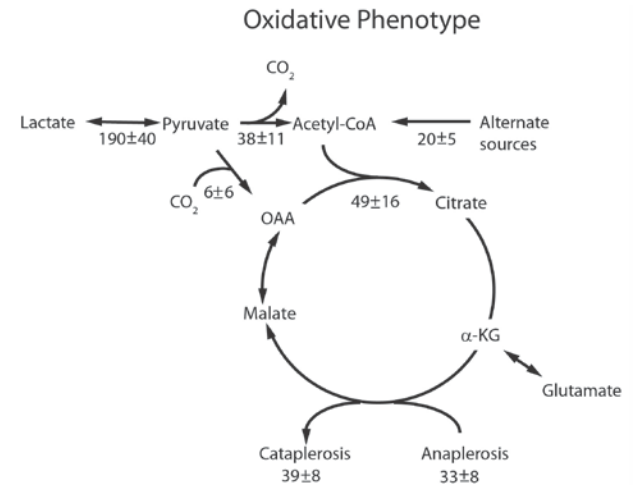 Oxidative Phenotype
CO2
Lactate
190±40
Pyruvate
38±11
Acetyl-CoA
20±5
Alternate
sources
CO2
6±6
OAA
49±16
Citrate
Malate
α-KG
Glutamate
Cataplerosis
39±8
Anaplerosis
33±8